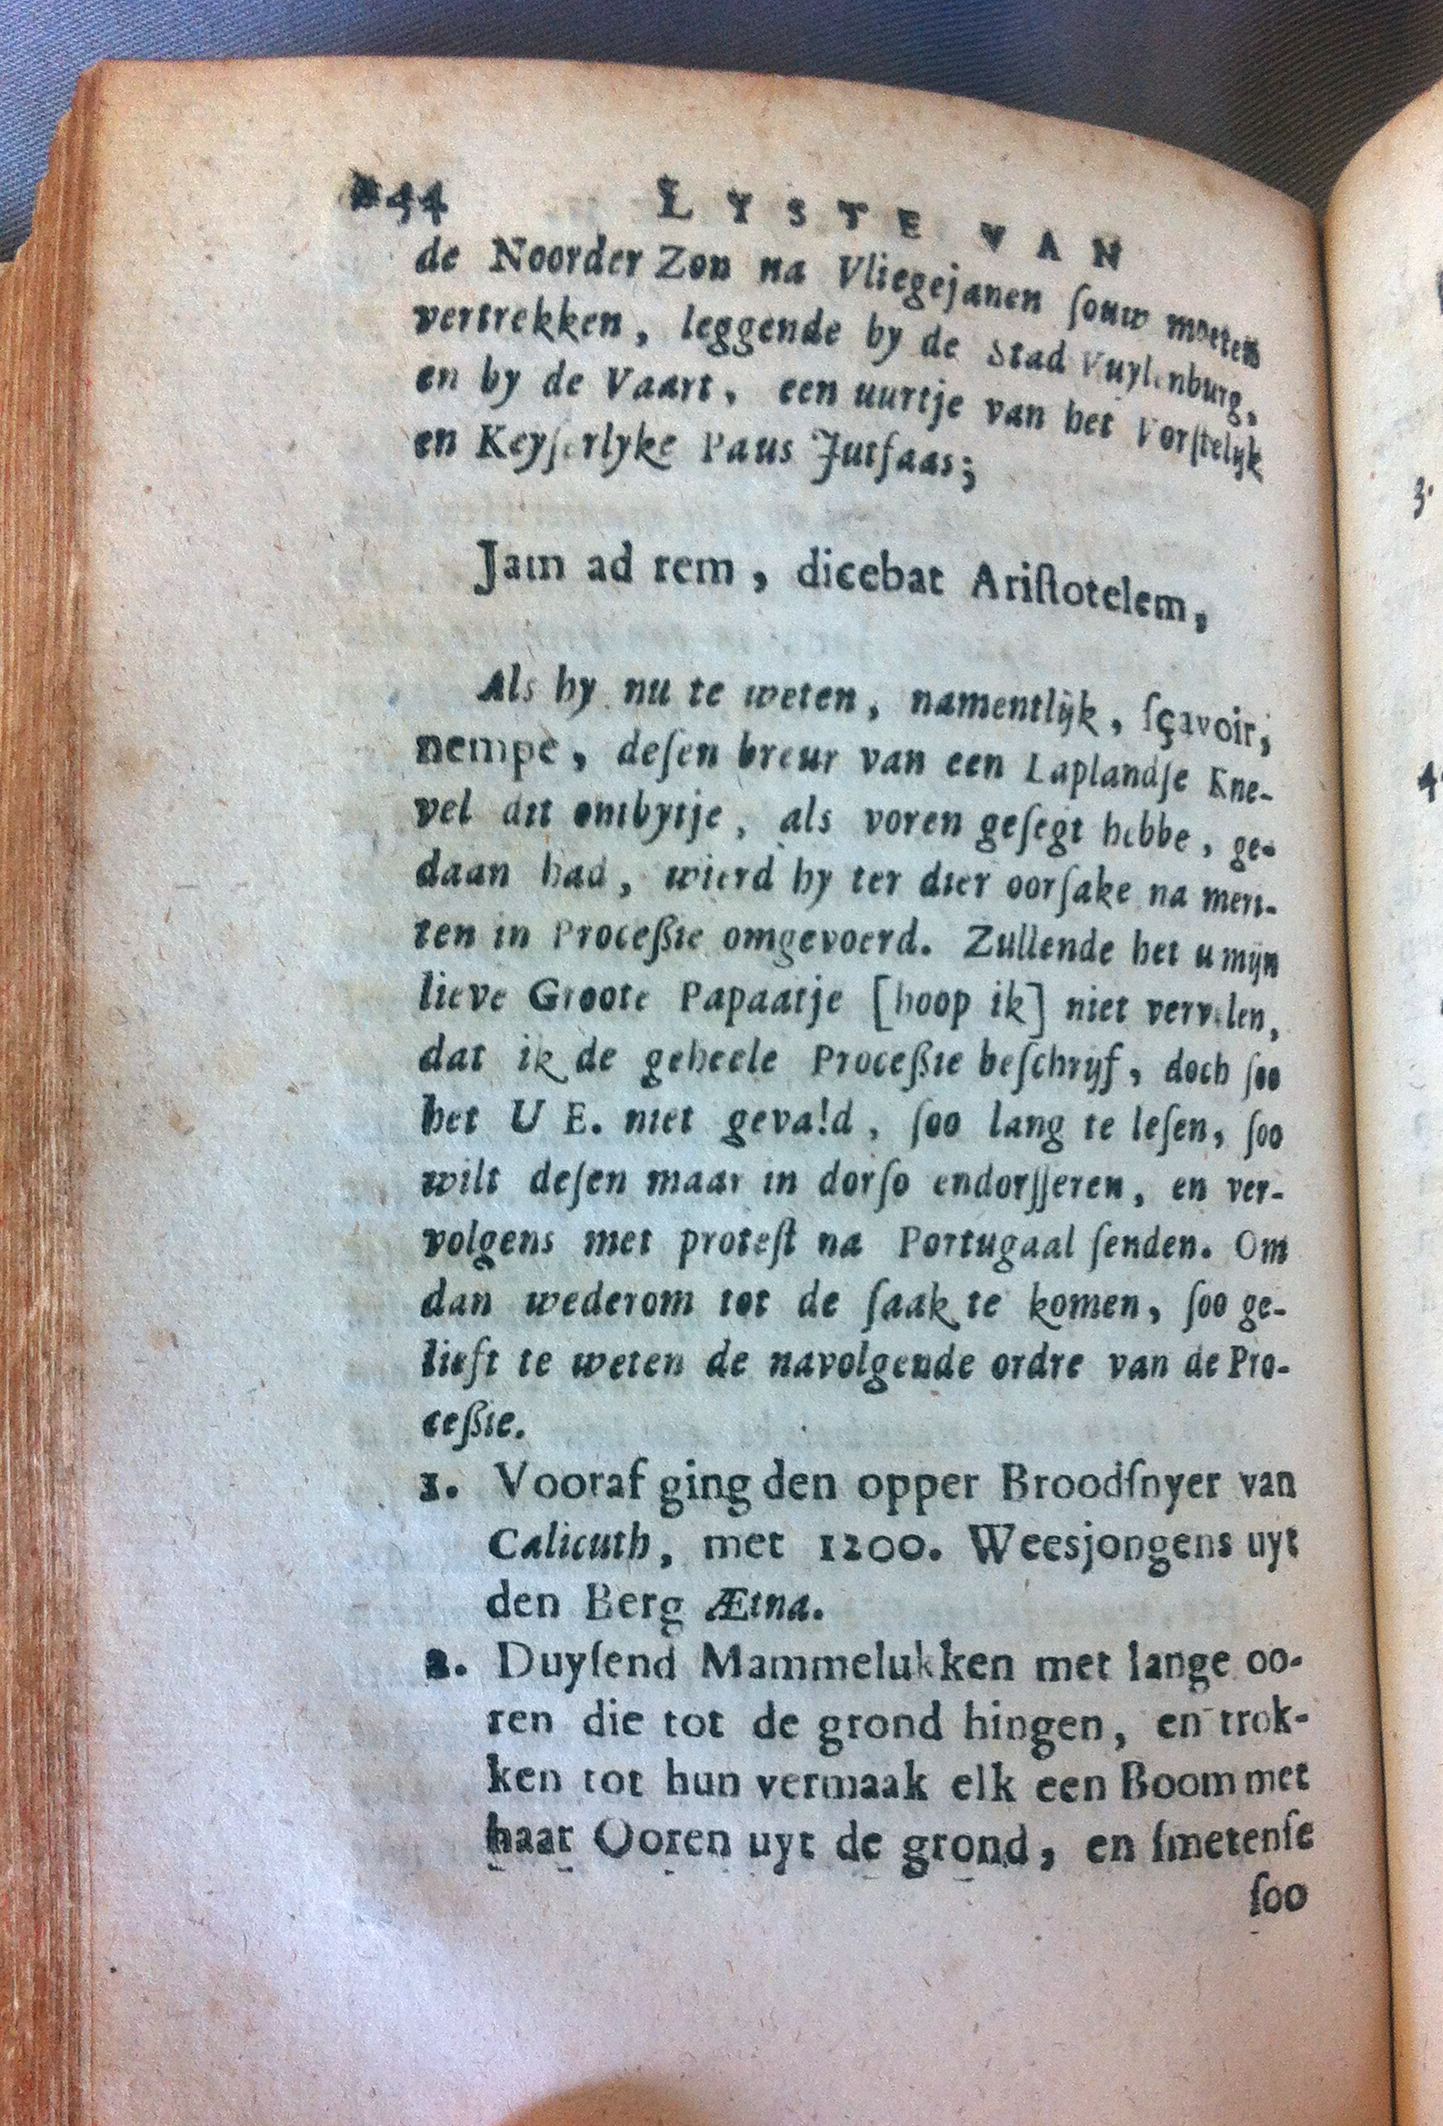 244 LYSTE VAN
de Noorder Zon na Vliegejanen ſouw moeten
vertrekken, leggende by de Stad Vuylenburg,
en by de Vaart, een uurtje van het Vorſtelijk
en Keyſerlyke Paus Jutfaas;
Jam ad rem, dicebat Ariſtotelem,
Als hy nu te weten, namentlijk, ſçavoir,
nempe, deſen breur van een Laplandſe Kne-
vel dit ontbytje, als voren geſegt hebbe, ge-
daan had, wierd hy ter dier oorſake na meri-
ten in Proceßie omgevoerd. Zullende het u mijn
lieve Groote Papaatje [hoop ik] niet vervelen,
dat ik de geheele Proceßie beſchrijf, doch ſoo
het U E. niet gevald, ſoo lang te leſen, ſoo
wilt deſen maar in dorſo endorſſeren, en ver-
volgens met proteſt na Portugaal ſenden. Om
dan wederom tot de ſaak te komen, ſoo ge-
lieft te weten de navolgende ordre van de Pro-
ceßie.
1. Vooraf ging den opper Broodſnyer van
Calicuth, met 1200. Weesjongens uyt
den Berg Ætna.
2. Duyſend Mammelukken met lange oo-
ren die tot de grond hingen, en trok-
ken tot hun vermaak elk een Boom met
haar Ooren uyt de grond, en ſmetenſe
ſoo